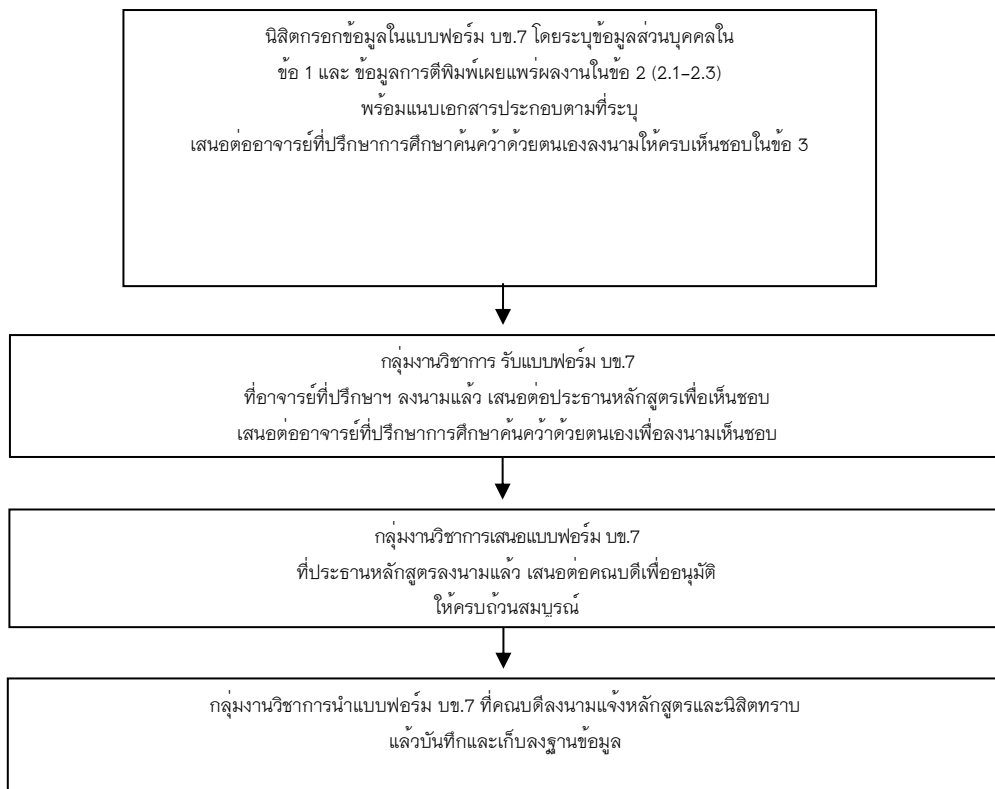 นิสิตกรอกข้อมูลในแบบฟอร์ม บข.7 โดยระบุข้อมูลส่วนบุคคลใน
ข้อ 1 และ ข้อมูลการตีพิมพ์เผยแพร่ผลงานในข้อ 2 (2.1-2.3)
พร้อมแนบเอกสารประกอบตามที่ระบุ
เสนอต่ออาจารย์ที่ปรึกษาการศึกษาค้นคว้าด้วยตนเองลงนามให้ครบเห็นชอบในข้อ 3
กลุ่มงานวิชาการ รับแบบฟอร์ม บข.7
ที่อาจารย์ที่ปรึกษาฯ ลงนามแล้ว เสนอต่อประธานหลักสูตรเพื่อเห็นชอบ
เสนอต่ออาจารย์ที่ปรึกษาการศึกษาค้นคว้าด้วยตนเองเพื่อลงนามเห็นชอบ
กลุ่มงานวิชาการเสนอแบบฟอร์ม บข.7
ที่ประธานหลักสูตรลงนามแล้ว เสนอต่อคณบดีเพื่ออนุมัติ
ให้ครบถ้วนสมบูรณ์
กลุ่มงานวิชาการนำแบบฟอร์ม บข.7 ที่คณบดีลงนามแจ้งหลักสูตรและนิสิตทราบ
แล้วบันทึกและเก็บลงฐานข้อมูล